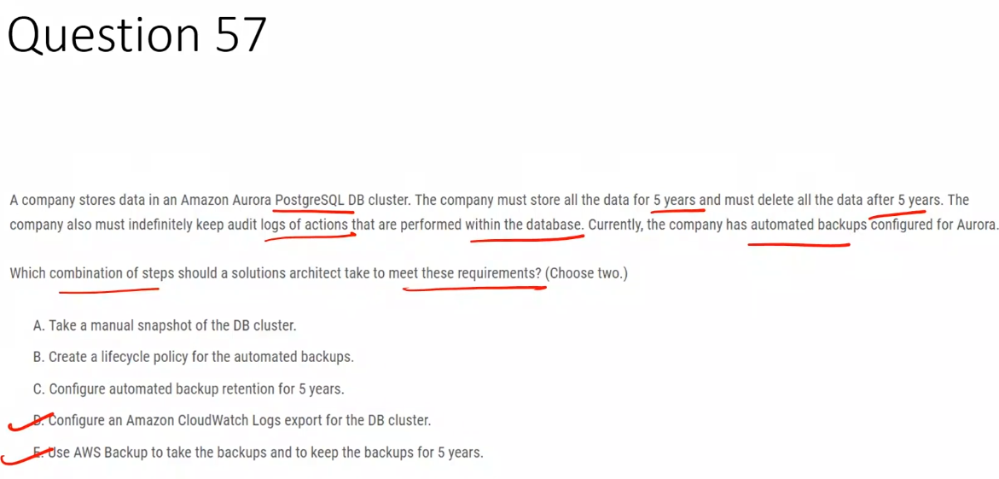 Question 57
A company stores data in an Amazon Aurora PostgreSQL DB cluster. The company must store all the data for 5 years and must delete all the data after 5 years. The
company also must indefinitely keep audit logs of actions that are performed within the database. Currently, the company has automated backups configured for Aurora.
Which combination of steps should a solutions architect take to meet these requirements? (Choose two.)
A. Take a manual snapshot of the DB cluster.
B. Create a lifecycle policy for the automated backups.
C. Configure automated backup retention for 5 years.
D. Configure an Amazon CloudWatch Logs export for the DB cluster.
E. Use AWS Backup to take the backups and to keep the backups for 5 years.